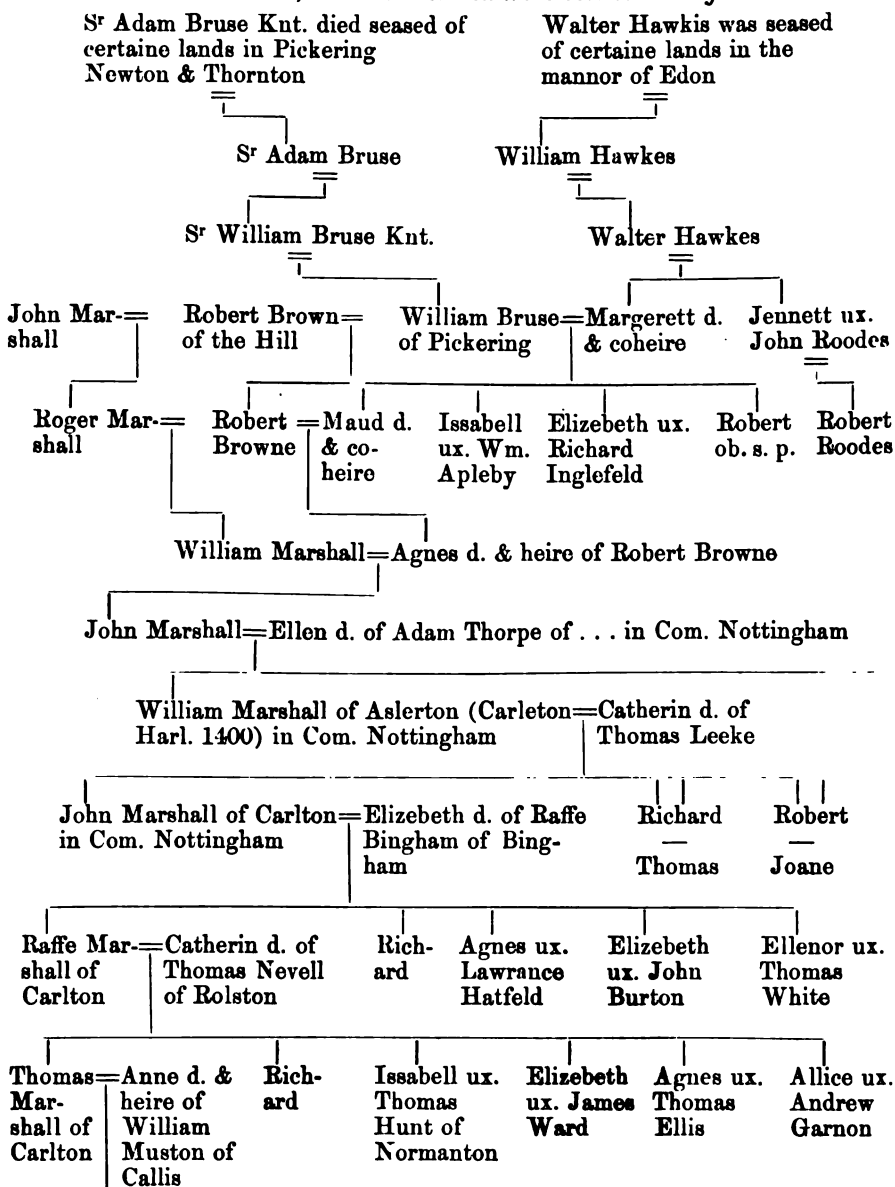 Sr Adam Bruse Knt. died seased of
certaine lands in Pickering
Newton & Thornton
Walter Hawkis was seased
of certaine lands in the
mannor of Edon
Sr Adam Bruse
William Hawkes
Sr William Bruse Knt.
Walter Hawkes
John Mar-
shall
Robert Brown
of the Hill
William Bruse
of Pickering
Margerett d.
& coheire
Jennett ux.
John Roodes
Roger Mar-
shall
Robert
Browne
Maud d.
& co-
heire
Issabell
ux. Wm.
Apleby
Elizebeth ux.
Richard
Inglefeld
Robert
ob. s. p.
Robert
Roodes
William Marshall=Agnes d. & heire of Robert Browne
John Marshall=Ellen d. of Adam Thorpe of . . . in Com. Nottingham
William Marshall of Aslerton (Carleton
Harl. 1400) in Com. Nottingham
Catherin d. of
Thomas Leeke
John Marshall of Carlton
in Com. Nottingham
Elizebeth d. of Raffe
Bingham of Bing-
ham
Richard
—
Thomas
Robert
—
Joane
Raffe Mar-
shall of
Carlton
Catherin d. of
Thomas Nevell
of Rolston
Rich-
ard
Agnes ux.
Lawrance
Hatfeld
Elizebeth
ux. John
Burton
Ellenor ux.
Thomas
White
Thomas
Mar-
shall of
Carlton
Anne d. &
heire of
William
Muston of
Callis
Rich-
ard
Issabell ux.
Thomas
Hunt of
Normanton
Elizebeth
ux. James
Ward
Agnes ux.
Thomas
Ellis
Allice ux.
Andrew
Garnon